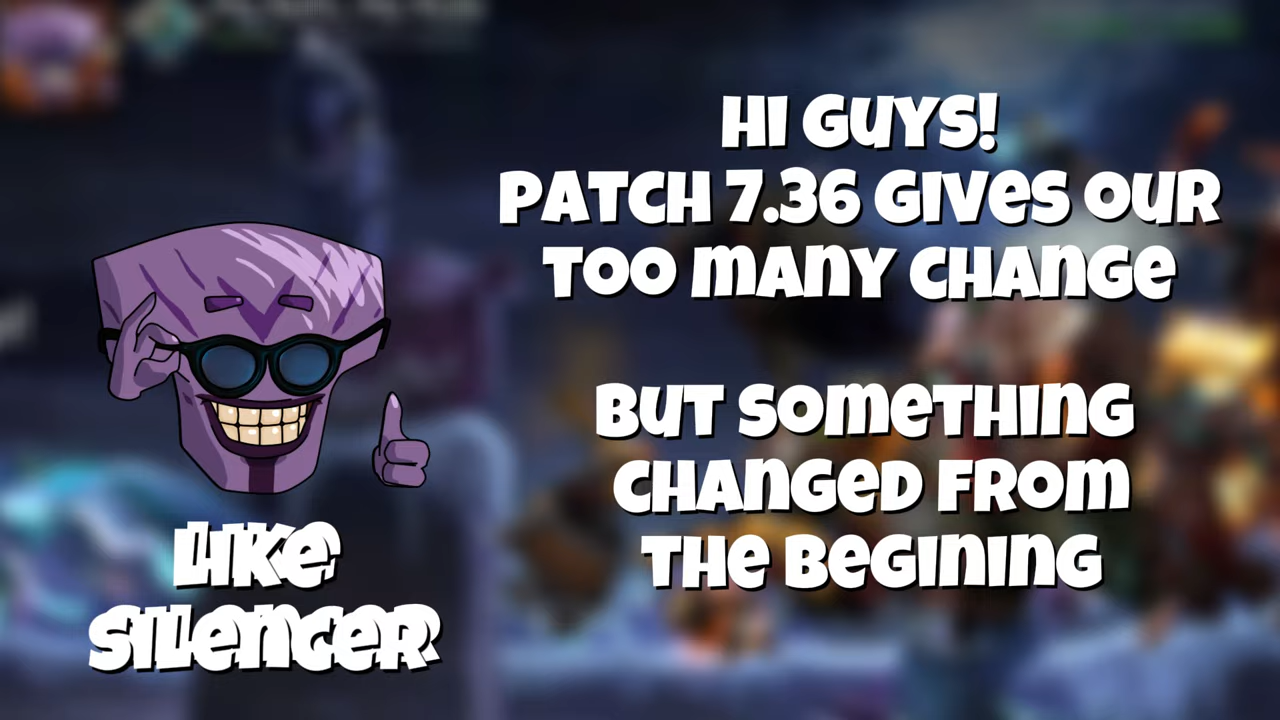 HI GUYS!
PATCH 7.36 GIVES OUR
TOO MANY CHANGE
BUT SOMETHING
CHANGED FROM
THE BEGINING
LIKE
SILENCER